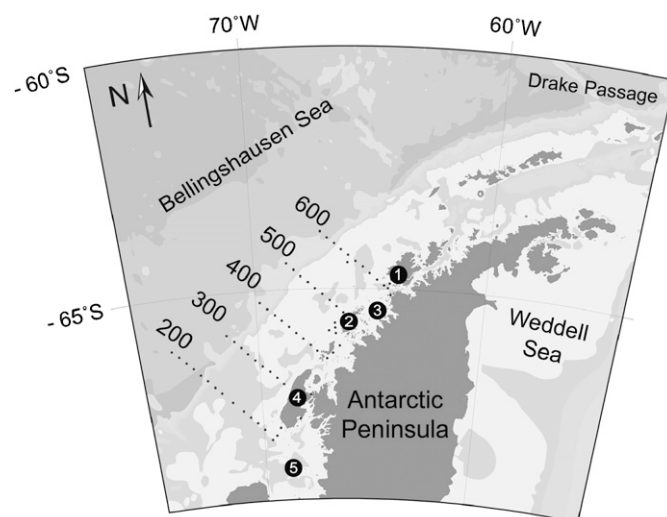 70˚W
60˚W
- 60˚S
N
Drake Passage
Bellingshausen Sea
600
500
400
300
200
1
2
3
- 65˚S
Weddell
Sea
4
Antarctic
Peninsula
5